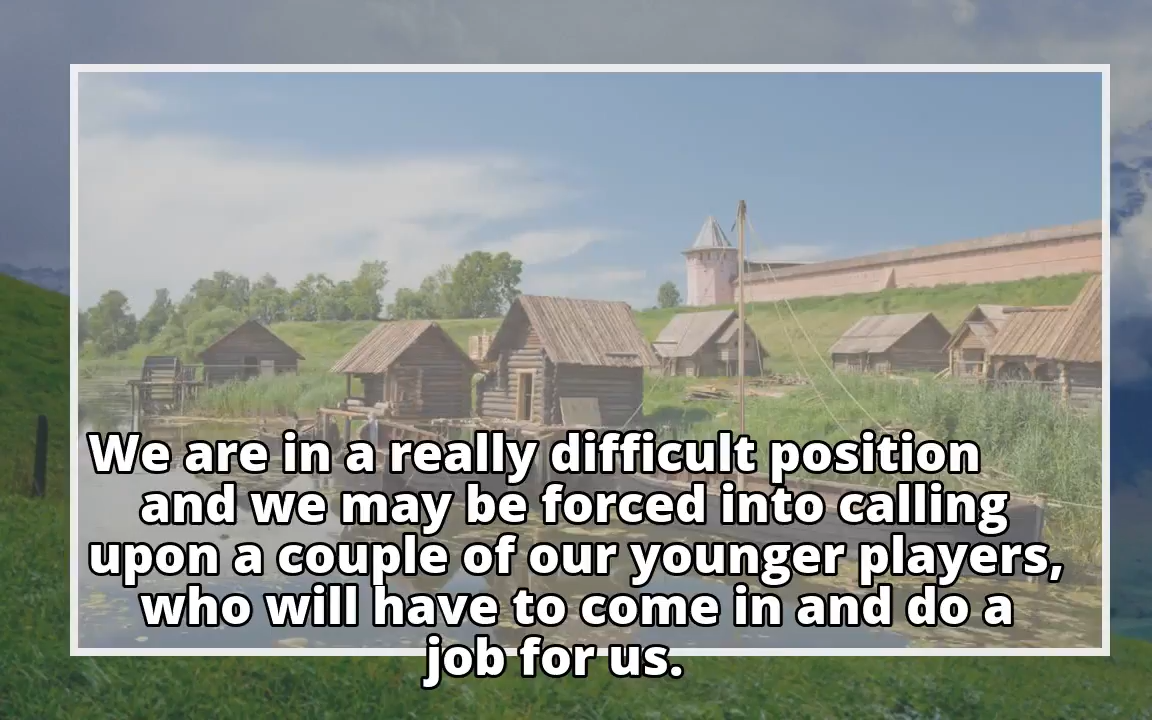 We are in a really difficult position
and we may be forced into calling
upon a couple of our younger players,
who will have to come in and do a
job for us.